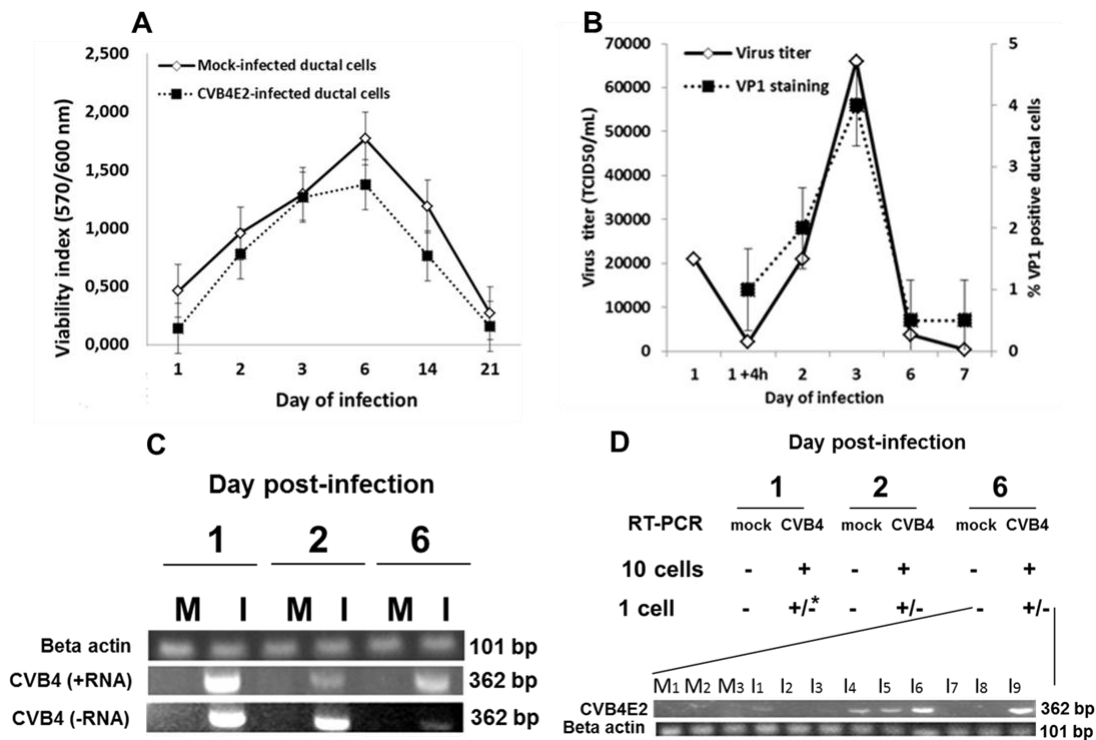 A
2,500
2,000
1,500
1,000
0,500
0,000
Viability index (570/600 nm)
Mock-infected ductal cells
CVB4E2-infected ductal cells
1 2 3 6 14 21
Day of infection
B
70000
60000
50000
40000
30000
20000
10000
0
Virus titer (TCID50/mL)
Virus titer
VP1 staining
5
4
3
2
1
0
% VP1 positive ductal cells
1 1 +4h 2 3 6 7
Day of infection
C
Day post-infection
1 2 6
M I M I M I
Beta actin 101 bp
CVB4 (+RNA) 362 bp
CVB4 (-RNA) 362 bp
D
Day post-infection
1 2 6
RT-PCR mock CVB4 mock CVB4 mock CVB4
10 cells - + - + - +
1 cell - +/-* - +/- - +/-
M1 M2 M3 I1 I2 I3 I4 I5 I6 I7 I8 I9
CVB4E2 362 bp
Beta actin 101 bp